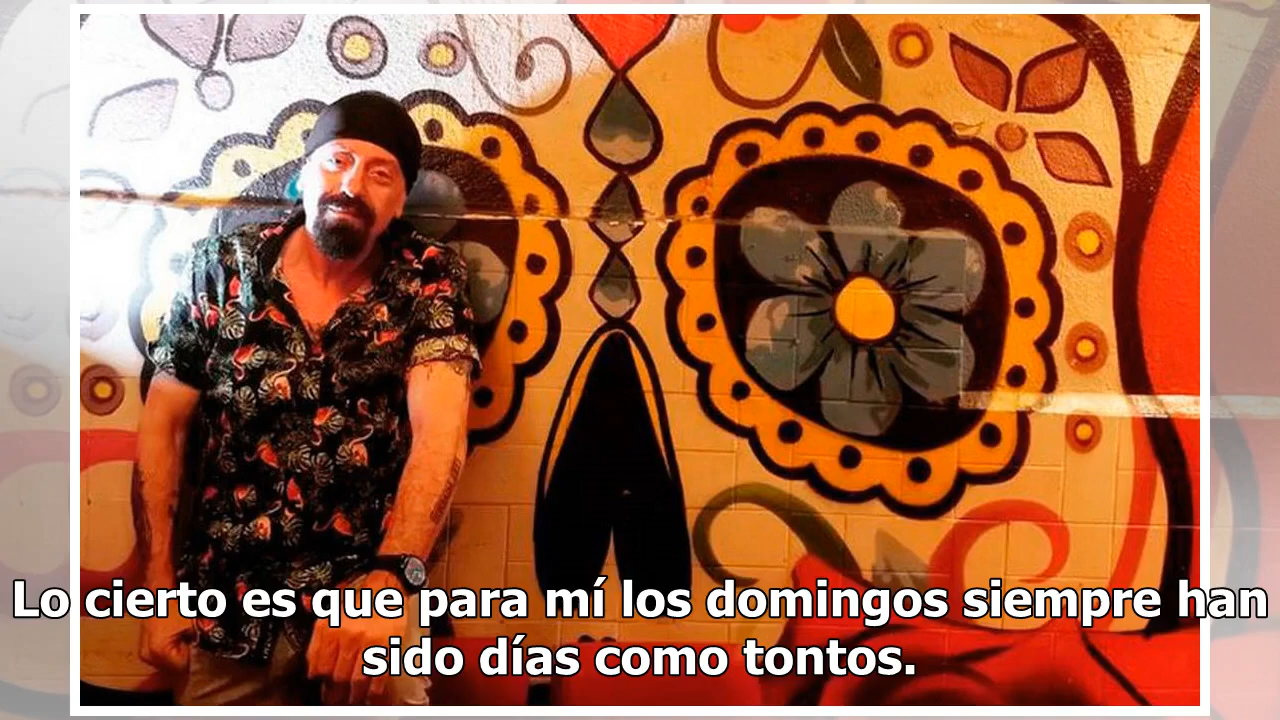 Lo cierto es que para mí los domingos siempre han
sido días como tontos.